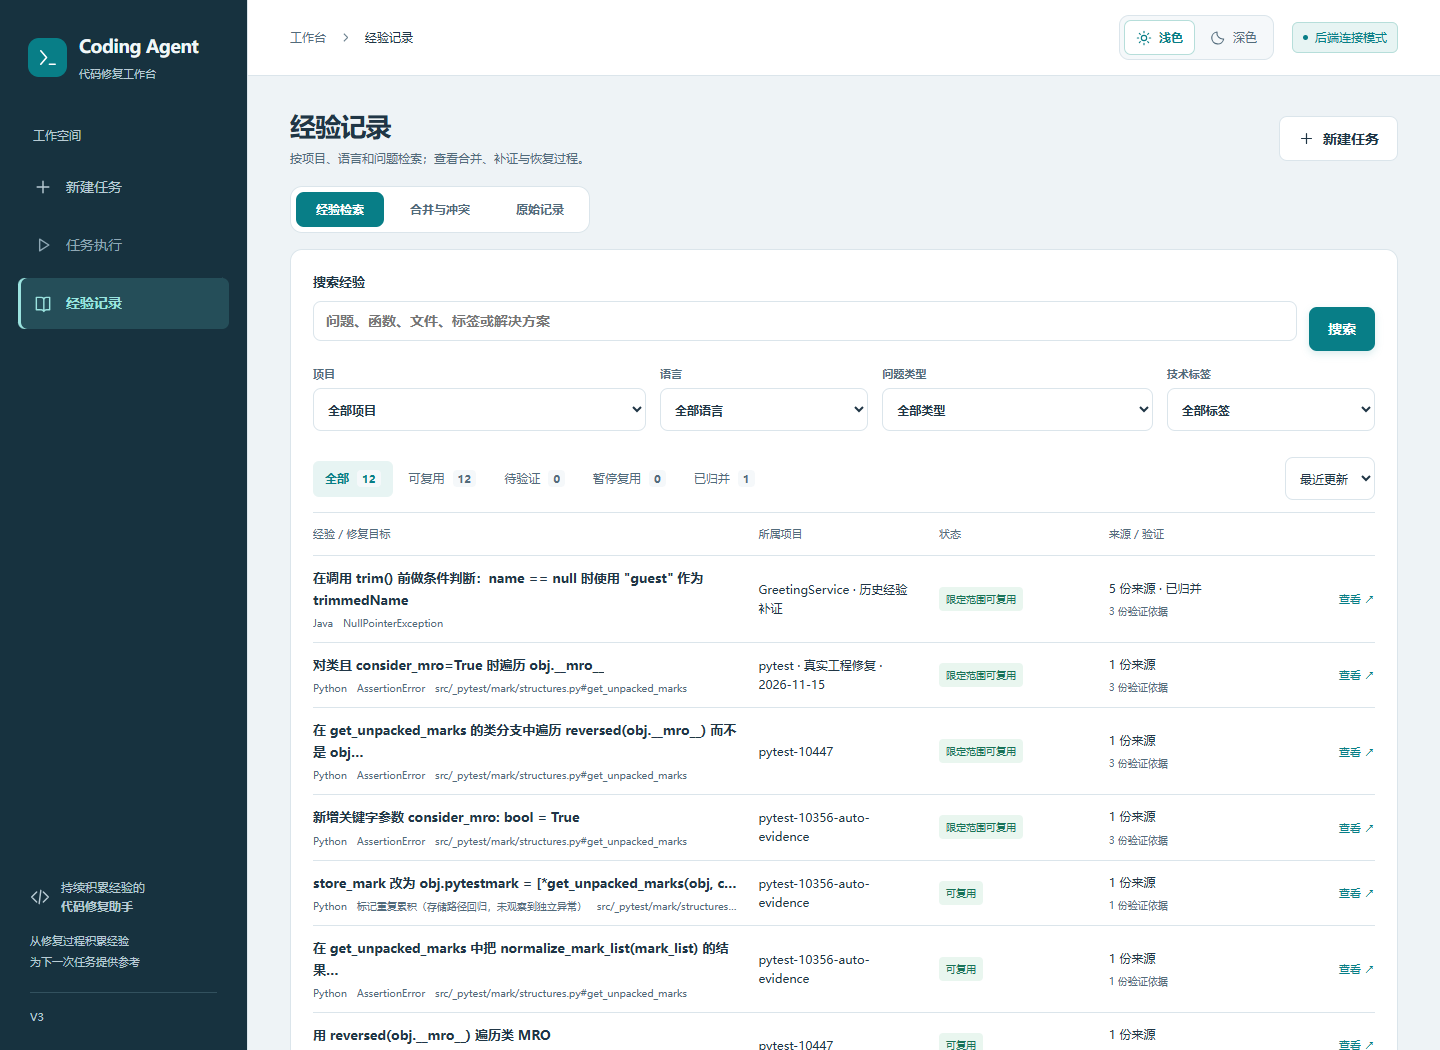 Coding Agent
代码修复工作台
工作空间
新建任务
任务执行
经验记录
持续积累经验的
代码修复助手
从修复过程积累经验
为下一次任务提供参考
V3
工作台 > 经验记录
浅色 深色 后端连接模式
经验记录
按项目、语言和问题检索；查看合并、补证与恢复过程。
新建任务
经验检索 合并与冲突 原始记录
搜索经验
问题、函数、文件、标签或解决方案 搜索
项目 语言 问题类型 技术标签
全部项目 全部语言 全部类型 全部标签
全部 12 可复用 12 待验证 0 暂停复用 0 已归并 1 最近更新
经验 / 修复目标 所属项目 状态 来源 / 验证
在调用 trim() 前做条件判断：name == null 时使用 "guest" 作为
trimmedName
Java NullPointerException
GreetingService · 历史经验
补证
限定范围可复用
5 份来源 · 已归并
3 份验证依据
查看 ↗
对类且 consider_mro=True 时遍历 obj.__mro__
Python AssertionError src/_pytest/mark/structures.py#get_unpacked_marks
pytest · 真实工程修复 ·
2026-11-15
限定范围可复用
1 份来源
3 份验证依据
查看 ↗
在 get_unpacked_marks 的类分支中遍历 reversed(obj.__mro__) 而不
是 obj...
Python AssertionError src/_pytest/mark/structures.py#get_unpacked_marks
pytest-10447
限定范围可复用
1 份来源
3 份验证依据
查看 ↗
新增关键字参数 consider_mro: bool = True
Python AssertionError src/_pytest/mark/structures.py#get_unpacked_marks
pytest-10356-auto-
evidence
限定范围可复用
1 份来源
3 份验证依据
查看 ↗
store_mark 改为 obj.pytestmark = [*get_unpacked_marks(obj, c...
Python 标记重复累积（存储路径回归，未观察到独立异常） src/_pytest/mark/structures...
pytest-10356-auto-
evidence
可复用
1 份来源
1 份验证依据
查看 ↗
在 get_unpacked_marks 中把 normalize_mark_list(mark_list) 的结
果...
Python AssertionError src/_pytest/mark/structures.py#get_unpacked_marks
pytest-10356-auto-
evidence
可复用
1 份来源
1 份验证依据
查看 ↗
用 reversed(obj.__mro__) 遍历类 MRO
pytest-10447
可复用
1 份来源
查看 ↗